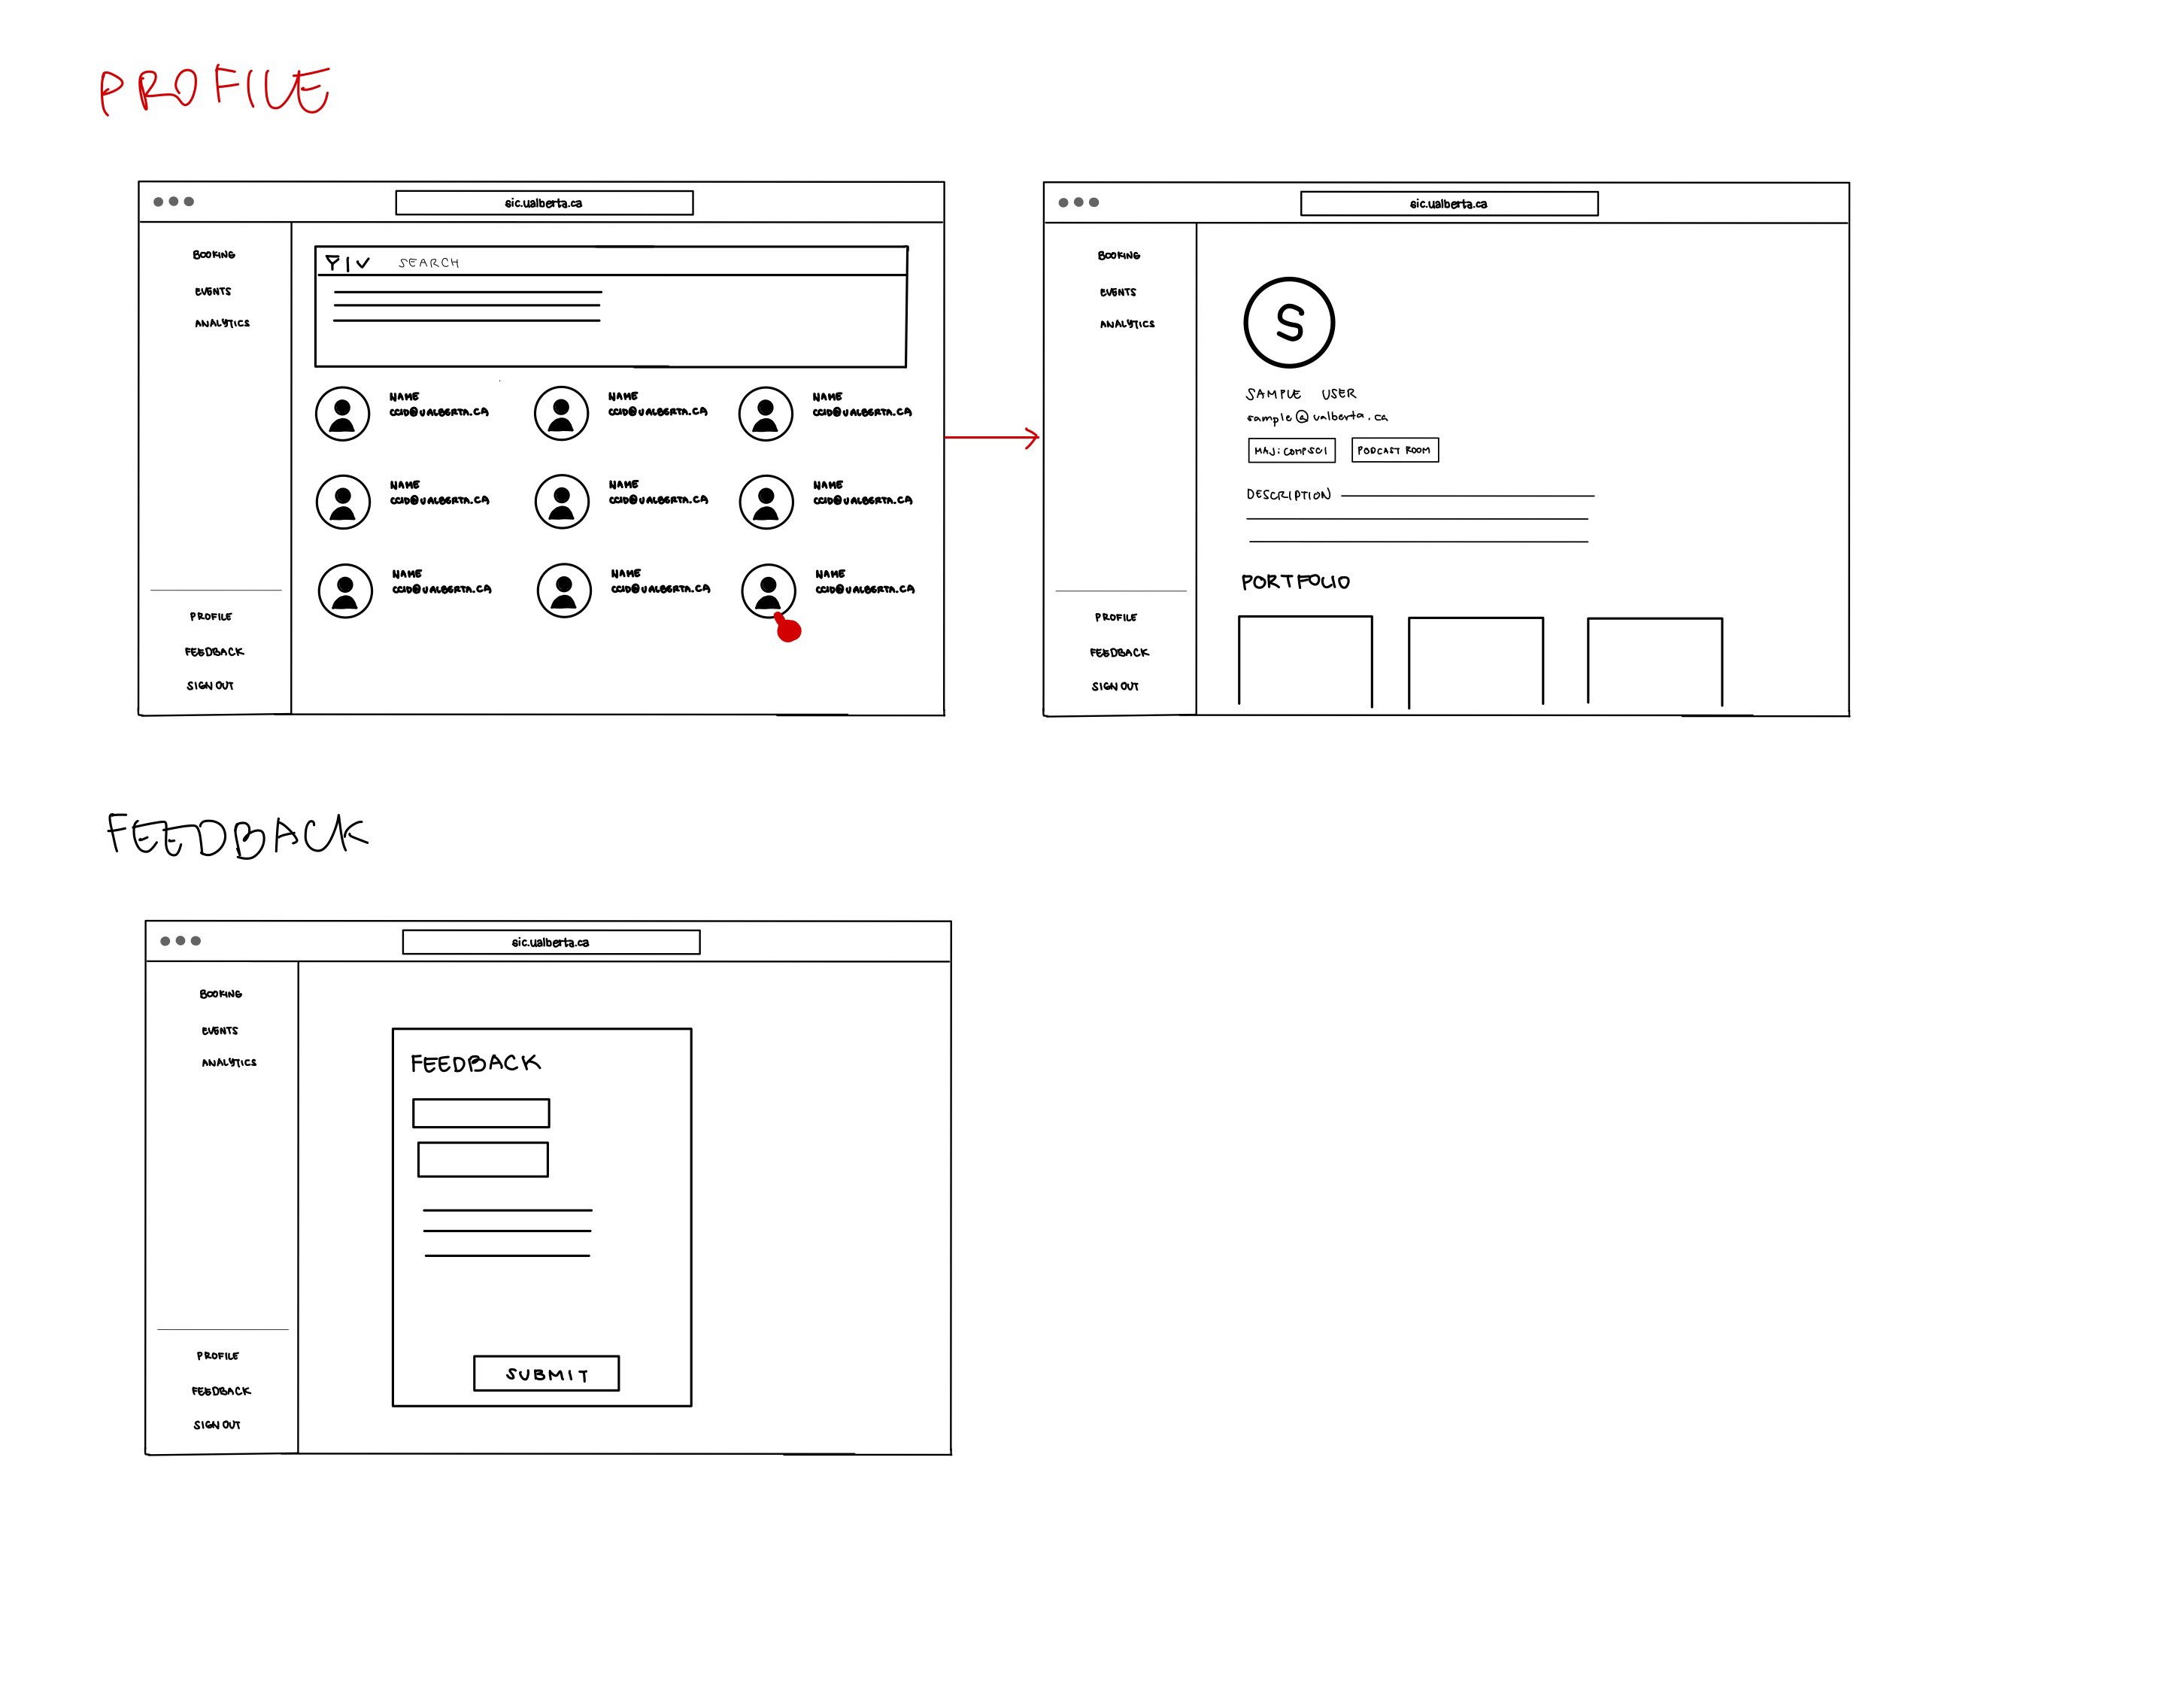 PROFILE
sic.ualberta.ca
BOOKING
EVENTS
ANALYTICS
PROFILE
FEEDBACK
SIGN OUT
SEARCH
NAME NAME NAME
CCID@UALBERTA.CA CCID@UALBERTA.CA CCID@UALBERTA.CA
NAME NAME NAME
CCID@UALBERTA.CA CCID@UALBERTA.CA CCID@UALBERTA.CA
NAME NAME NAME
CCID@UALBERTA.CA CCID@UALBERTA.CA CCID@UALBERTA.CA
sic.ualberta.ca
BOOKING
EVENTS
ANALYTICS
PROFILE
FEEDBACK
SIGN OUT
S
SAMPLE USER
sample@ualberta.ca
MAJ: COMPSCI PODCAST ROOM
DESCRIPTION
PORTFOLIO
FEEDBACK
sic.ualberta.ca
BOOKING
EVENTS
ANALYTICS
PROFILE
FEEDBACK
SIGN OUT
FEEDBACK
SUBMIT